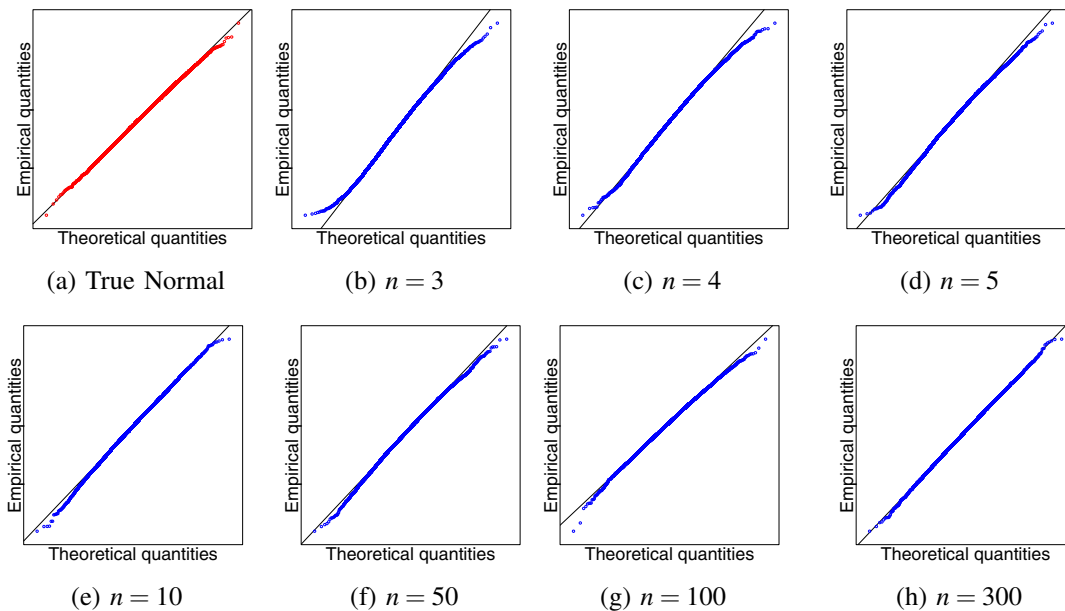 Empirical quantities
Theoretical quantities
(a) True Normal
Empirical quantities
Theoretical quantities
(b) n = 3
Empirical quantities
Theoretical quantities
(c) n = 4
Empirical quantities
Theoretical quantities
(d) n = 5
Empirical quantities
Theoretical quantities
(e) n = 10
Empirical quantities
Theoretical quantities
(f) n = 50
Empirical quantities
Theoretical quantities
(g) n = 100
Empirical quantities
Theoretical quantities
(h) n = 300